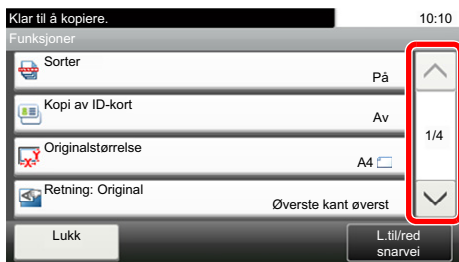 Klar til å kopiere.
10:10
Funksjoner
Sorter
På
Kopi av ID-kort
Av
1/4
Originalstørrelse
A4
Retning: Original
Øverste kant øverst
Lukk
L.til/red
snarvei